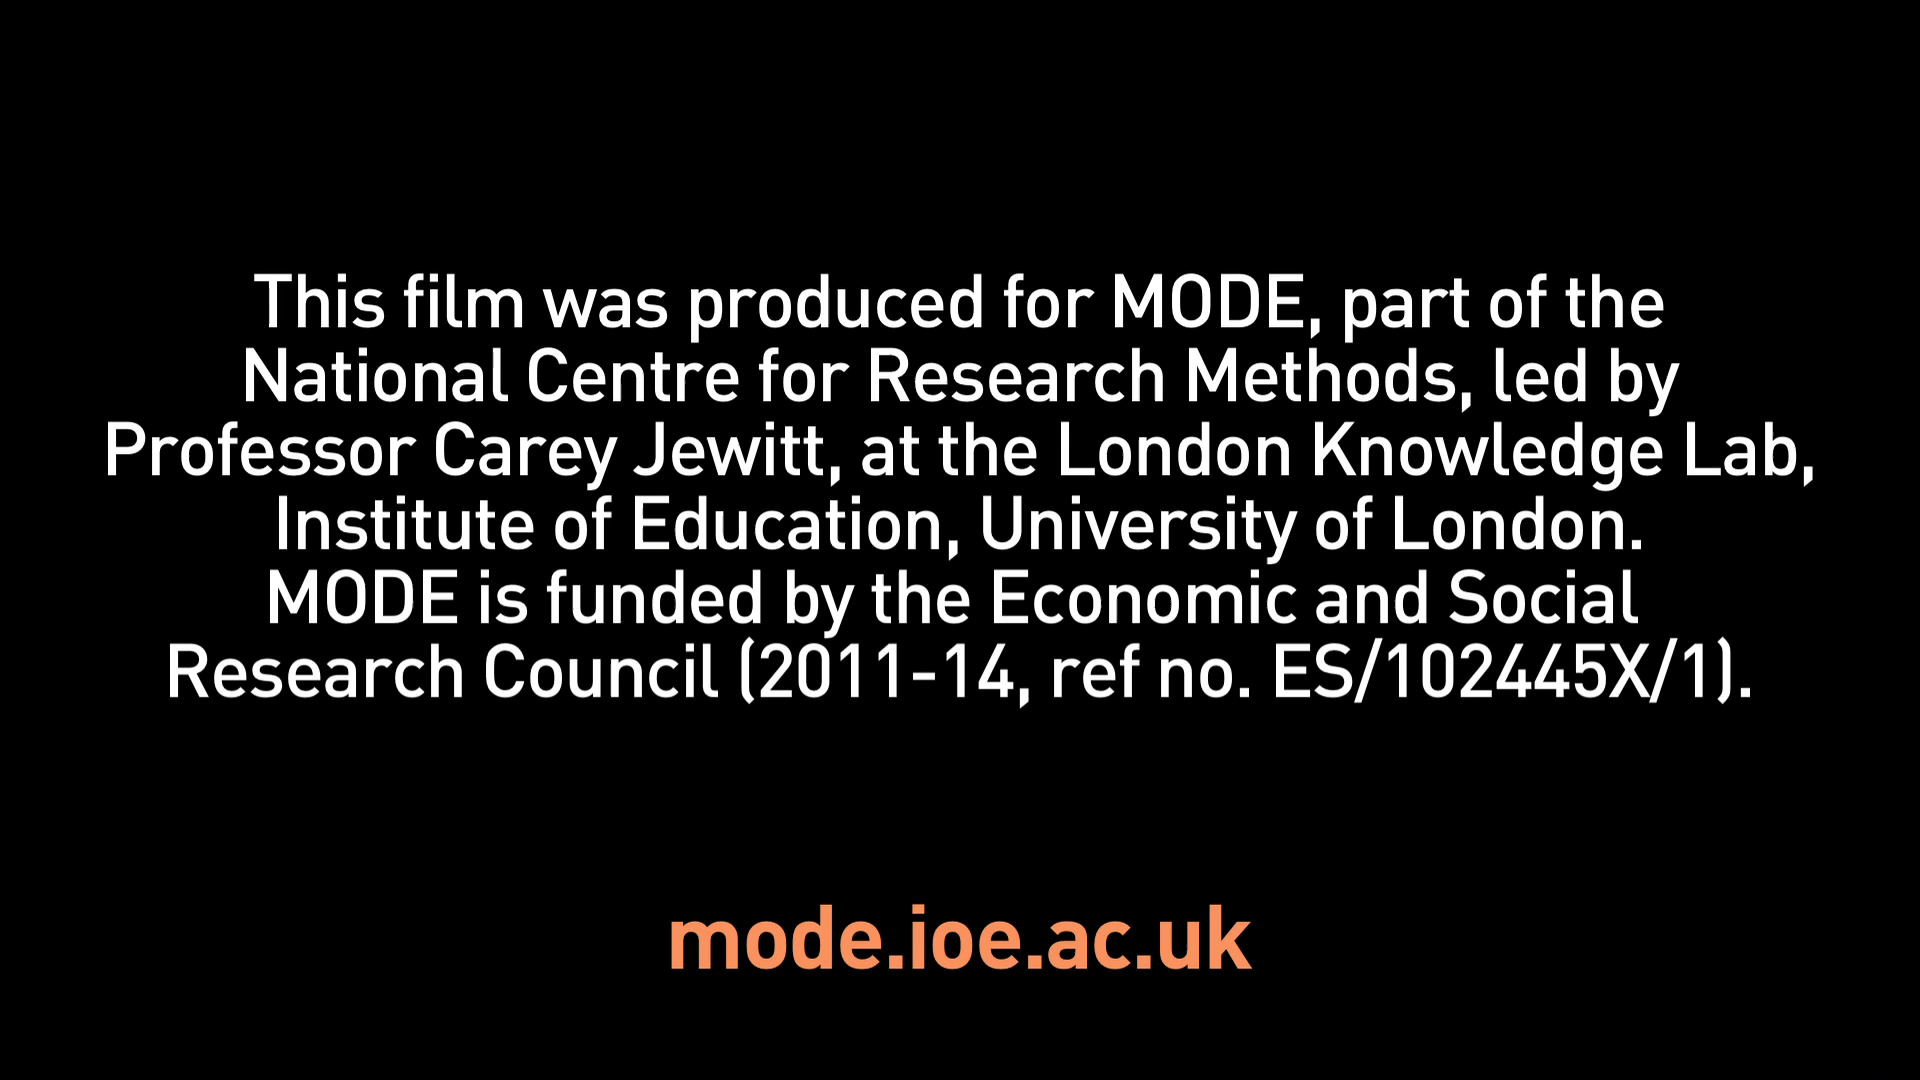 This film was produced for MODE, part of the
National Centre for Research Methods, led by
Professor Carey Jewitt, at the London Knowledge Lab,
Institute of Education, University of London.
MODE is funded by the Economic and Social
Research Council (2011-14, ref no. ES/102445X/1).
mode.ioe.ac.uk